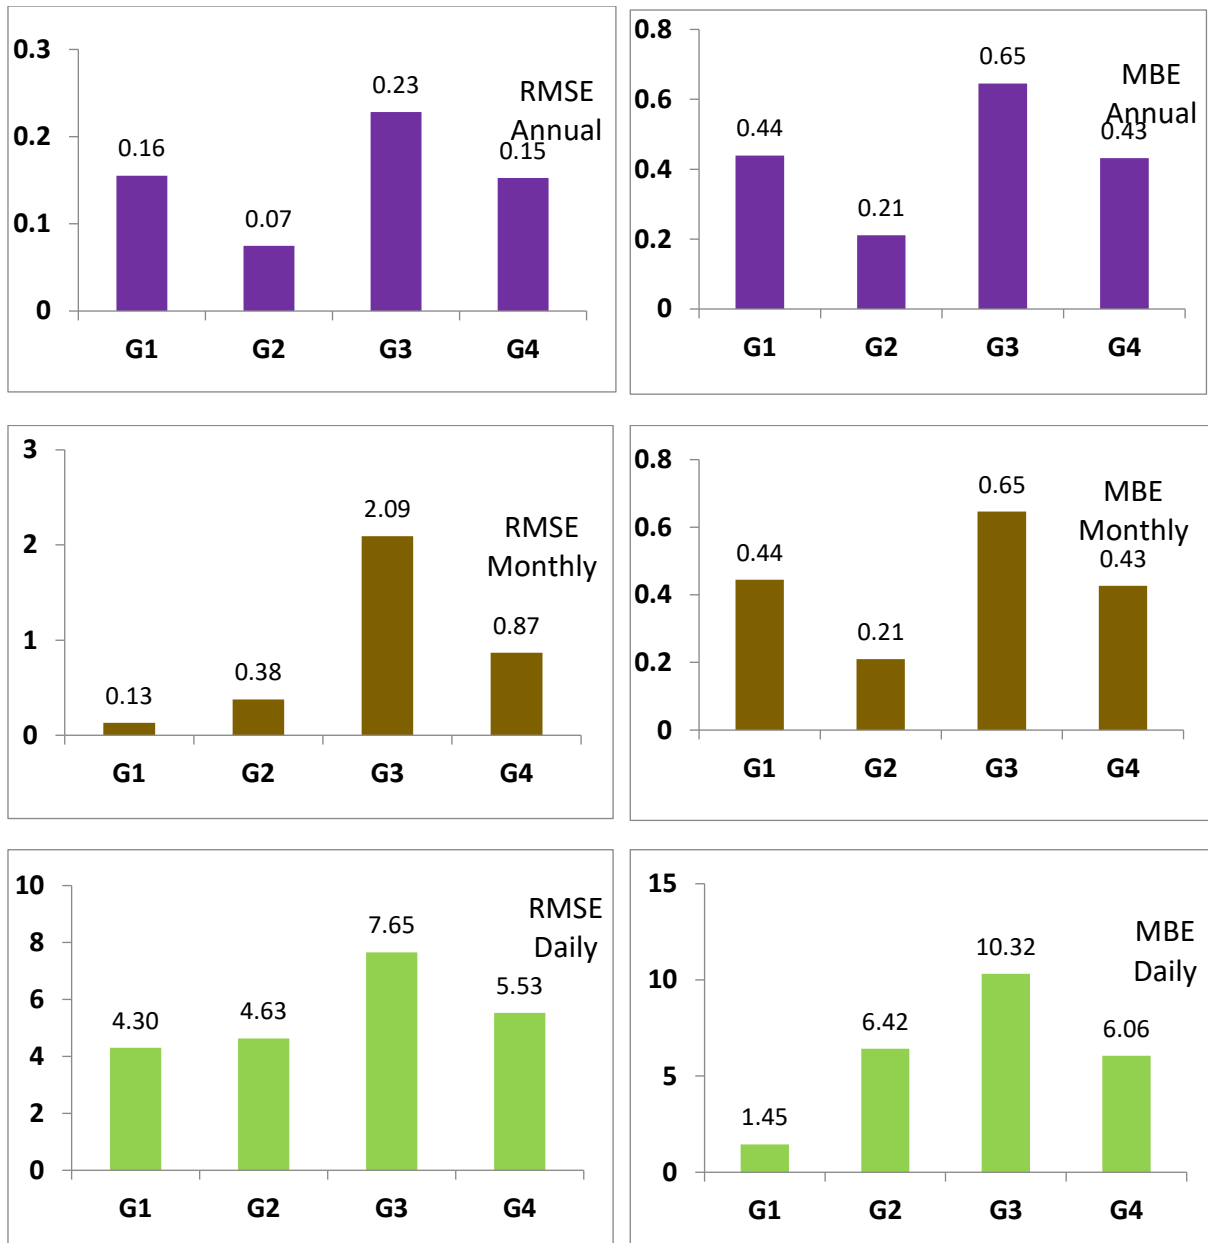 0.3
0.2
0.1
0
0.16
0.07
0.23
0.15
RMSE
Annual
G1 G2 G3 G4
0.8
0.6
0.4
0.2
0
0.44
0.21
0.65
0.43
MBE
Annual
G1 G2 G3 G4
3
2
1
0
0.13
0.38
2.09
0.87
RMSE
Monthly
G1 G2 G3 G4
0.8
0.6
0.4
0.2
0
0.44
0.21
0.65
0.43
MBE
Monthly
G1 G2 G3 G4
10
8
6
4
2
0
4.30
4.63
7.65
5.53
RMSE
Daily
G1 G2 G3 G4
15
10
5
0
1.45
6.42
10.32
6.06
MBE
Daily
G1 G2 G3 G4